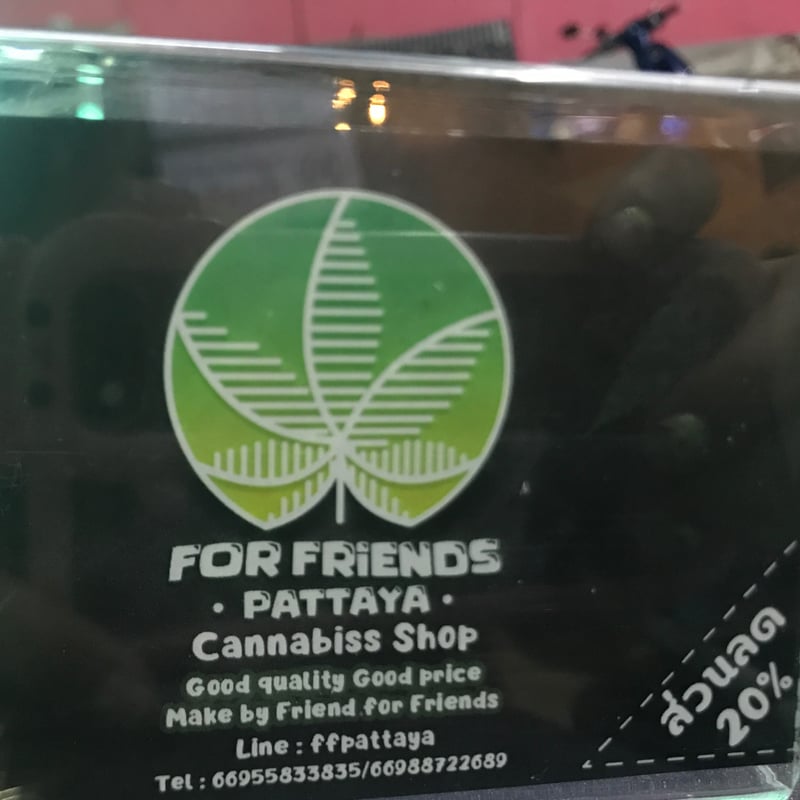 FOR FRiENDS
• PATTAYA •
Cannabiss Shop
Good quality Good price
Make by Friend for Friends
Line : ffpattaya
Tel : 66955833835/66988722689
ส่วนลด
20%